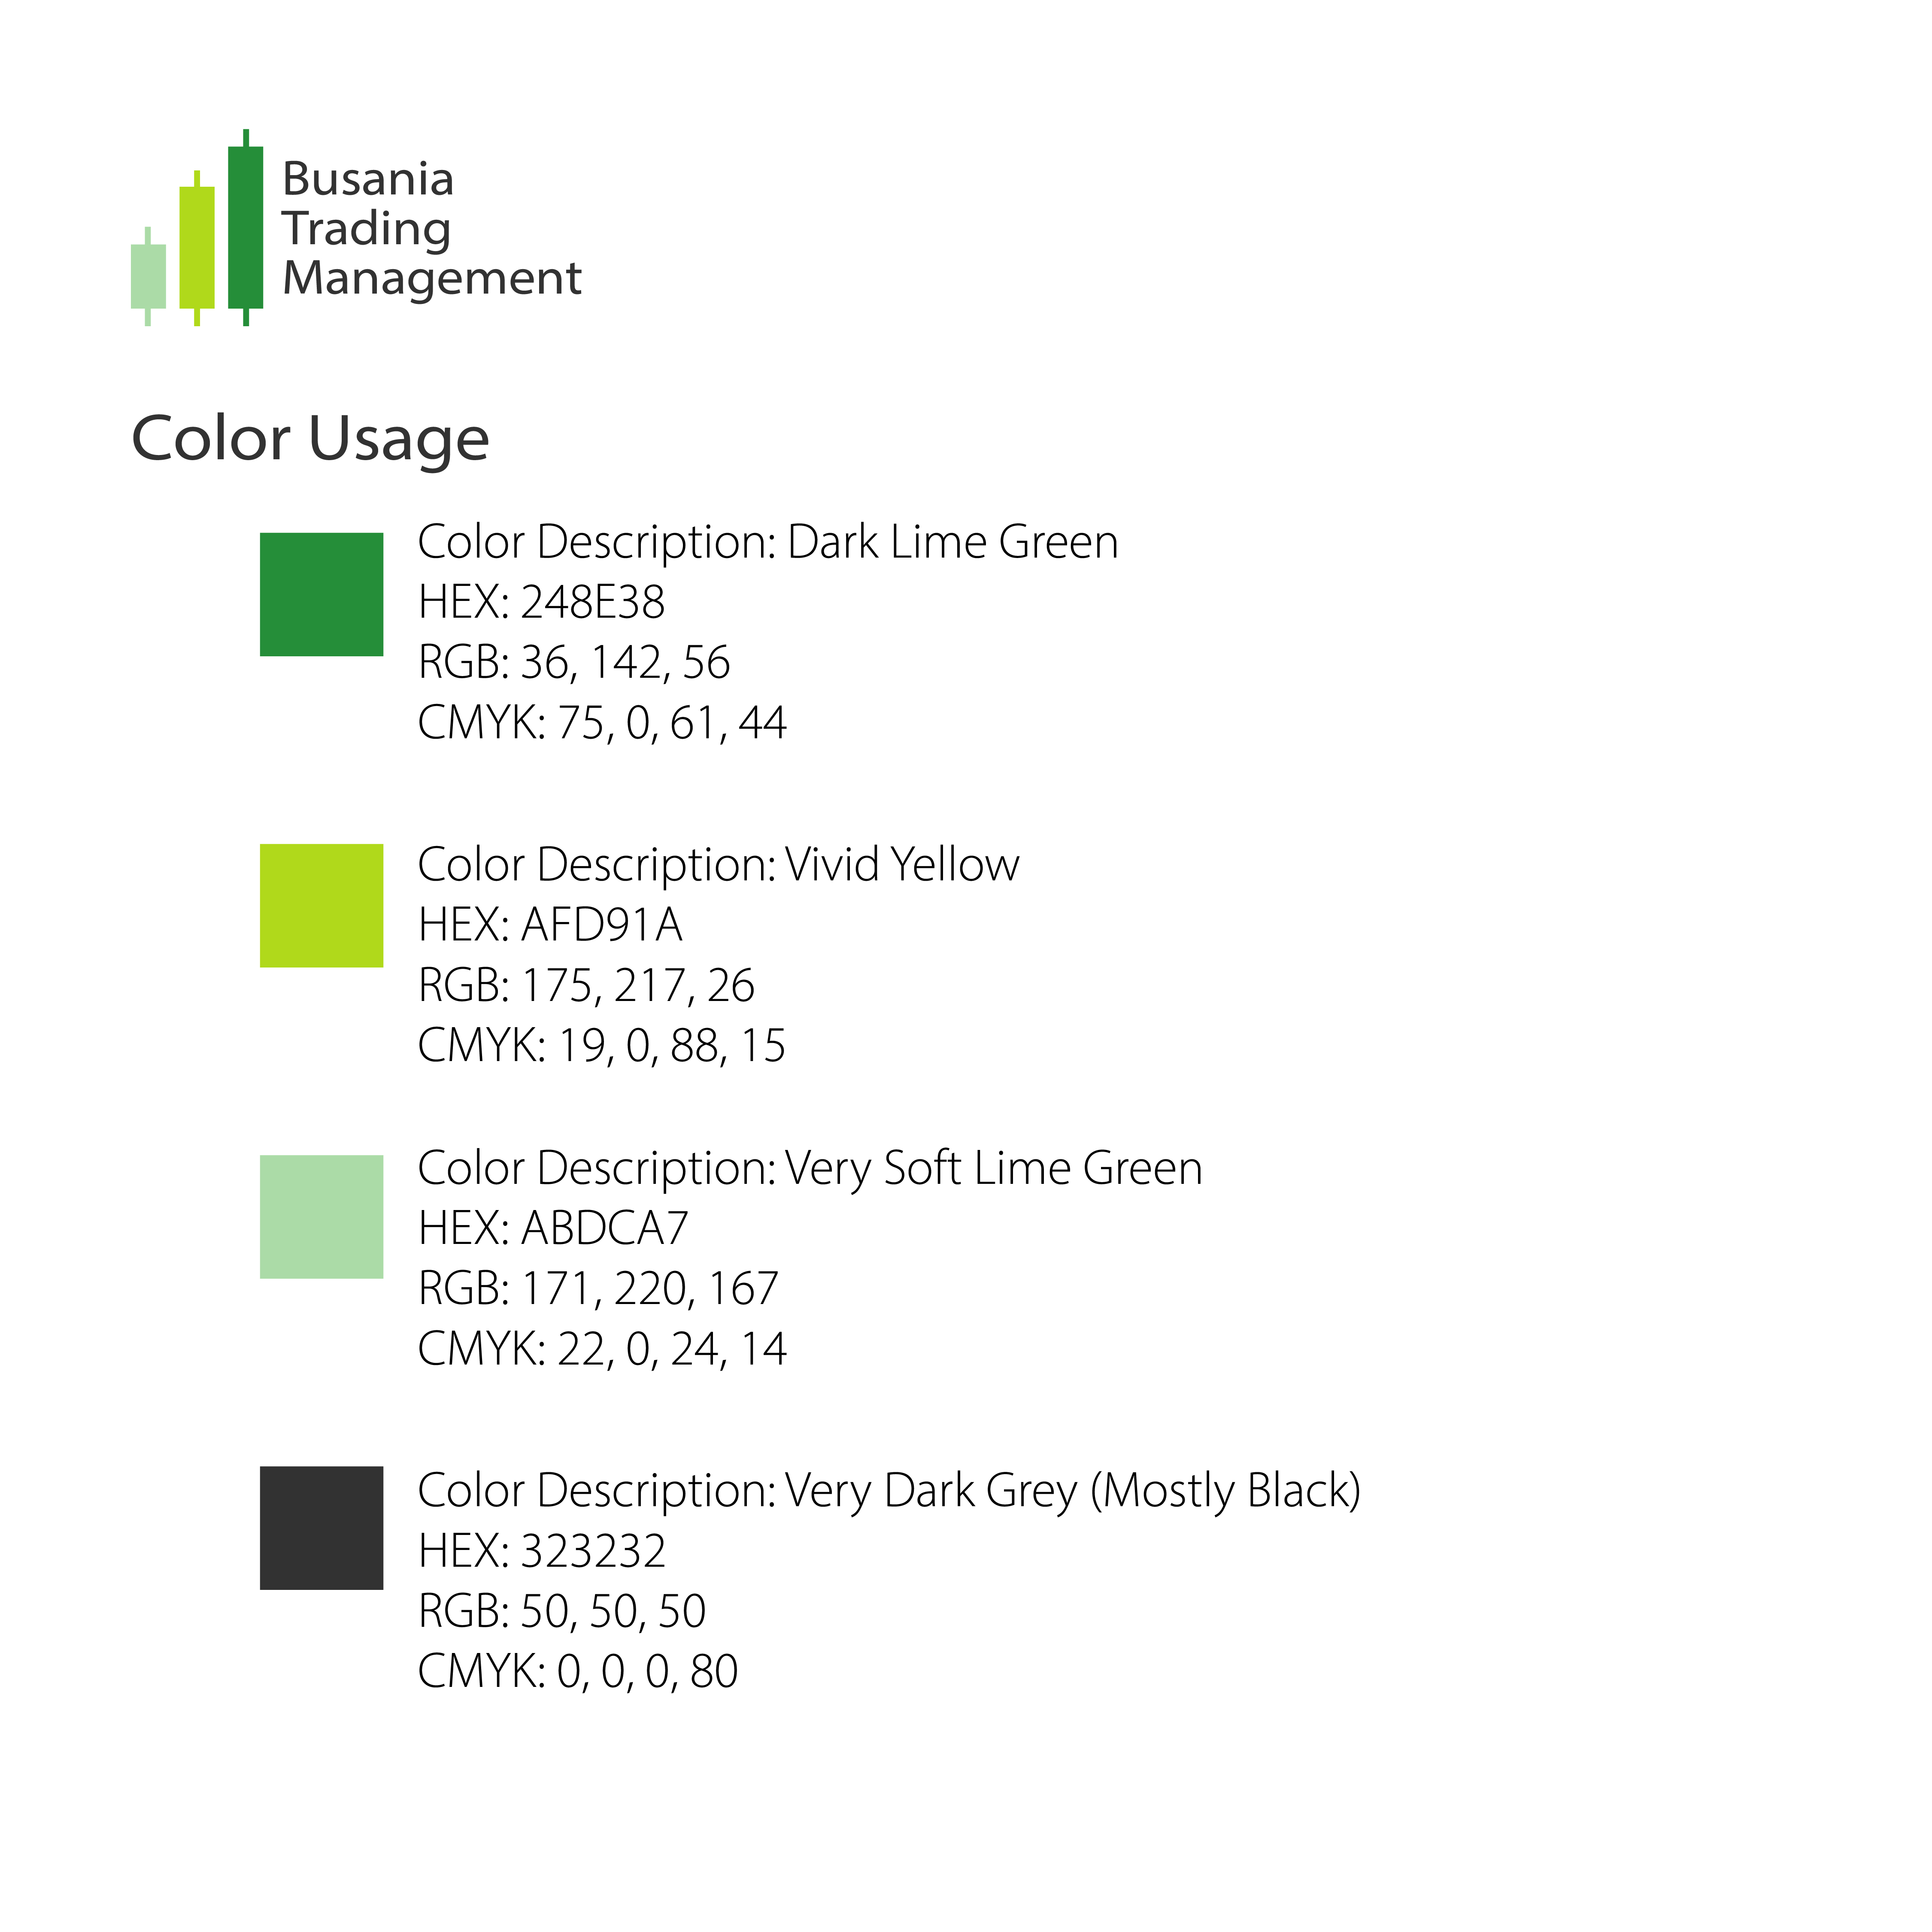 Busania
Trading
Management
Color Usage
Color Description: Dark Lime Green
HEX: 248E38
RGB: 36, 142, 56
CMYK: 75, 0, 61, 44
Color Description: Vivid Yellow
HEX: AFD91A
RGB: 175, 217, 26
CMYK: 19, 0, 88, 15
Color Description: Very Soft Lime Green
HEX: ABDCA7
RGB: 171, 220, 167
CMYK: 22, 0, 24, 14
Color Description: Very Dark Grey (Mostly Black)
HEX: 323232
RGB: 50, 50, 50
CMYK: 0, 0, 0, 80